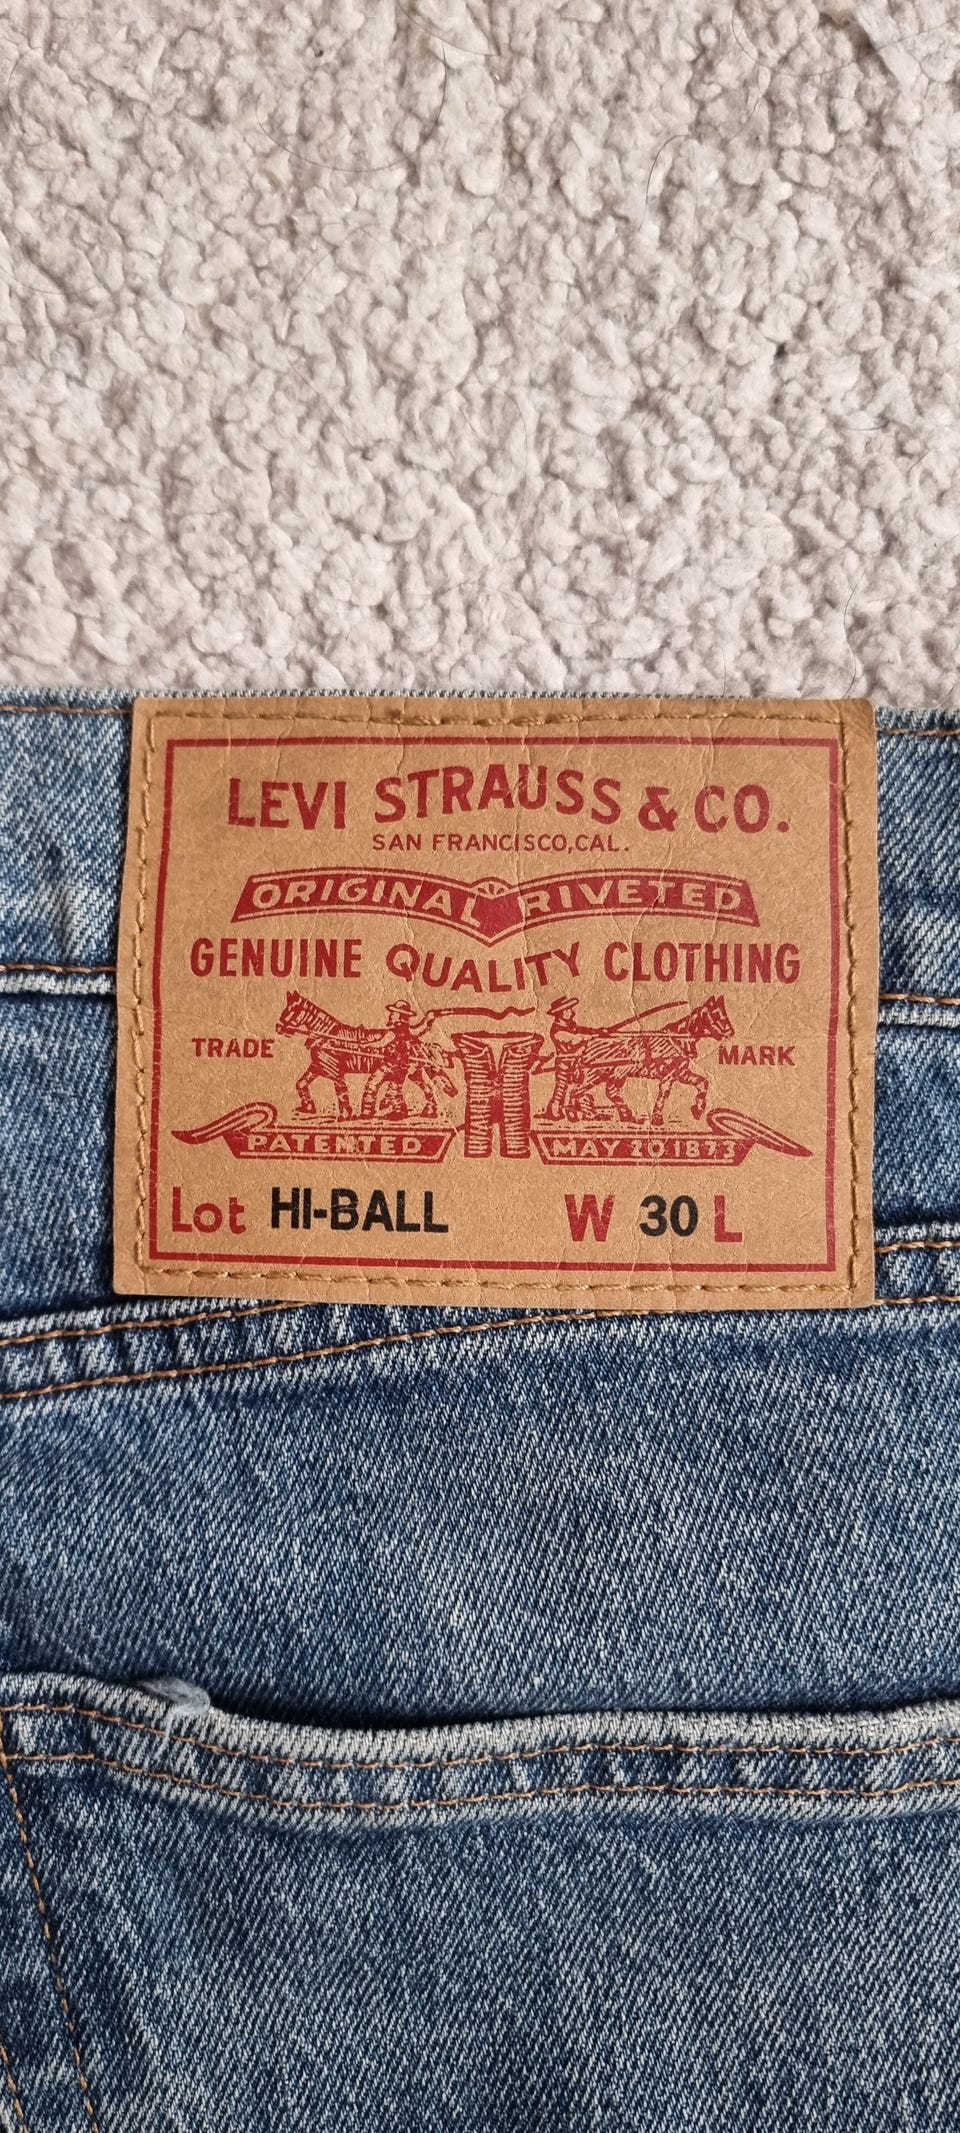 LEVI STRAUSS & CO.
SAN FRANCISCO,CAL.
ORIGINAL RIVETED
GENUINE QUALITY CLOTHING
TRADE MARK
PATENTED MAY 20 1873
Lot HI-BALL W 30 L